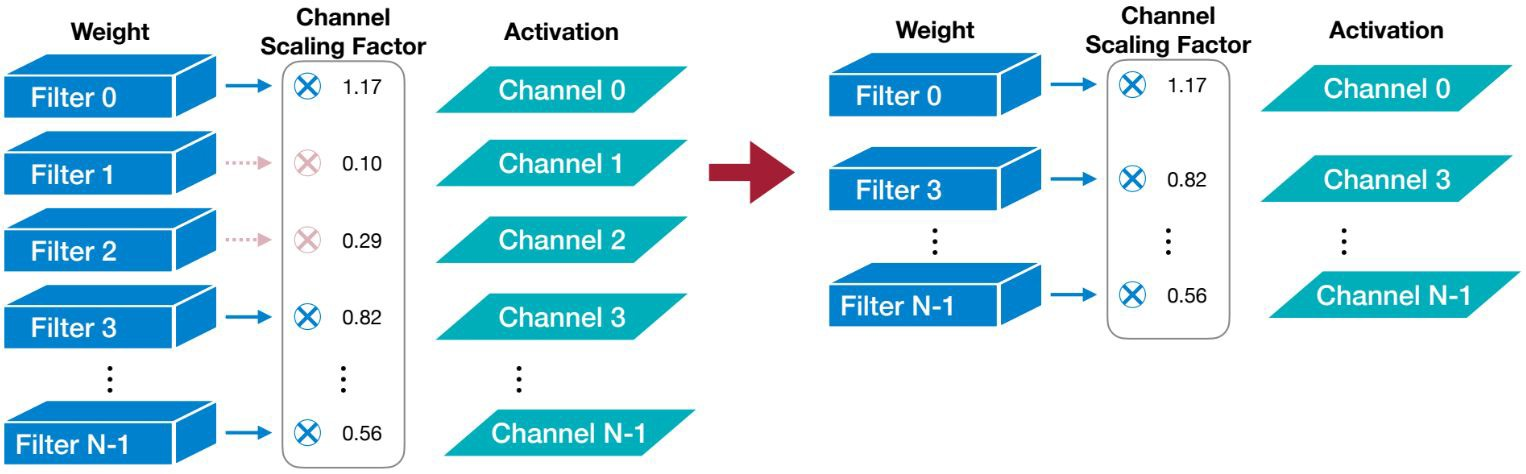 Weight
Channel
Scaling Factor
Activation
Filter 0
1.17
Channel 0
Filter 1
0.10
Channel 1
Filter 2
0.29
Channel 2
Filter 3
0.82
Channel 3
Filter N-1
0.56
Channel N-1
Weight
Channel
Scaling Factor
Activation
Filter 0
1.17
Channel 0
Filter 3
0.82
Channel 3
Filter N-1
0.56
Channel N-1